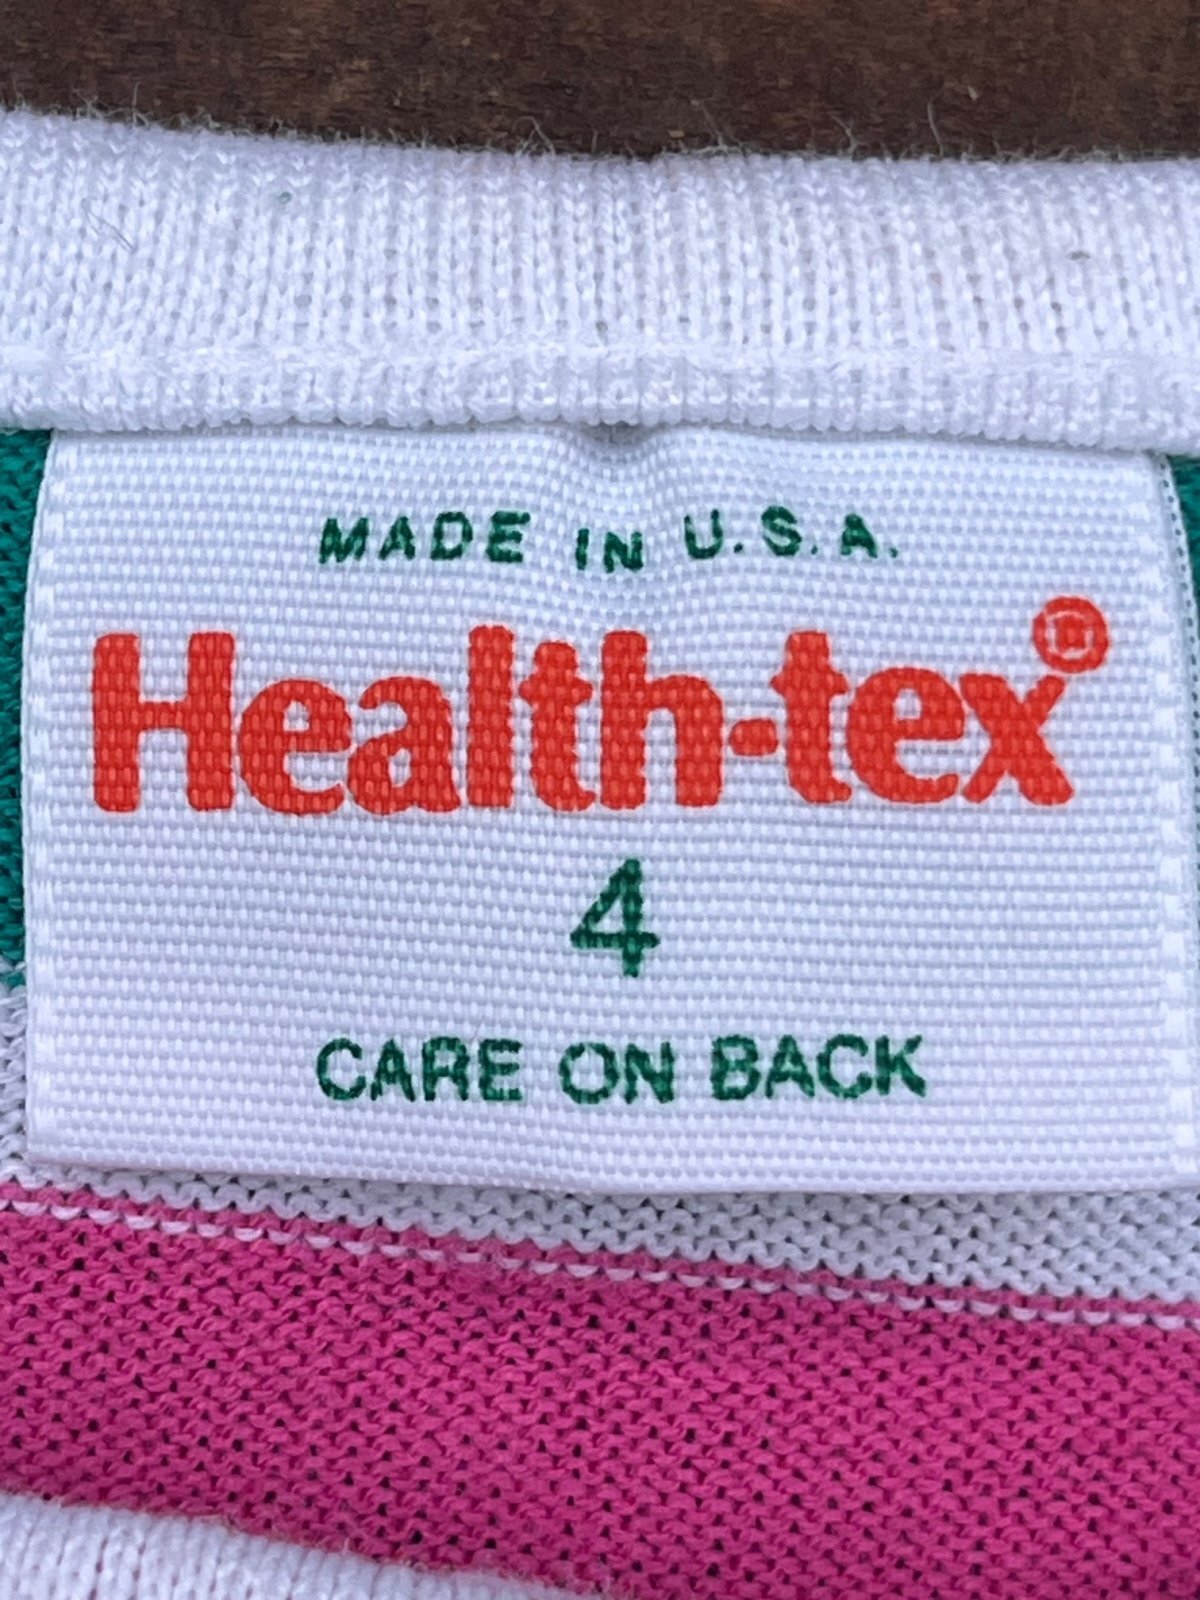 MADE IN U.S.A.
Health-tex®
4
CARE ON BACK